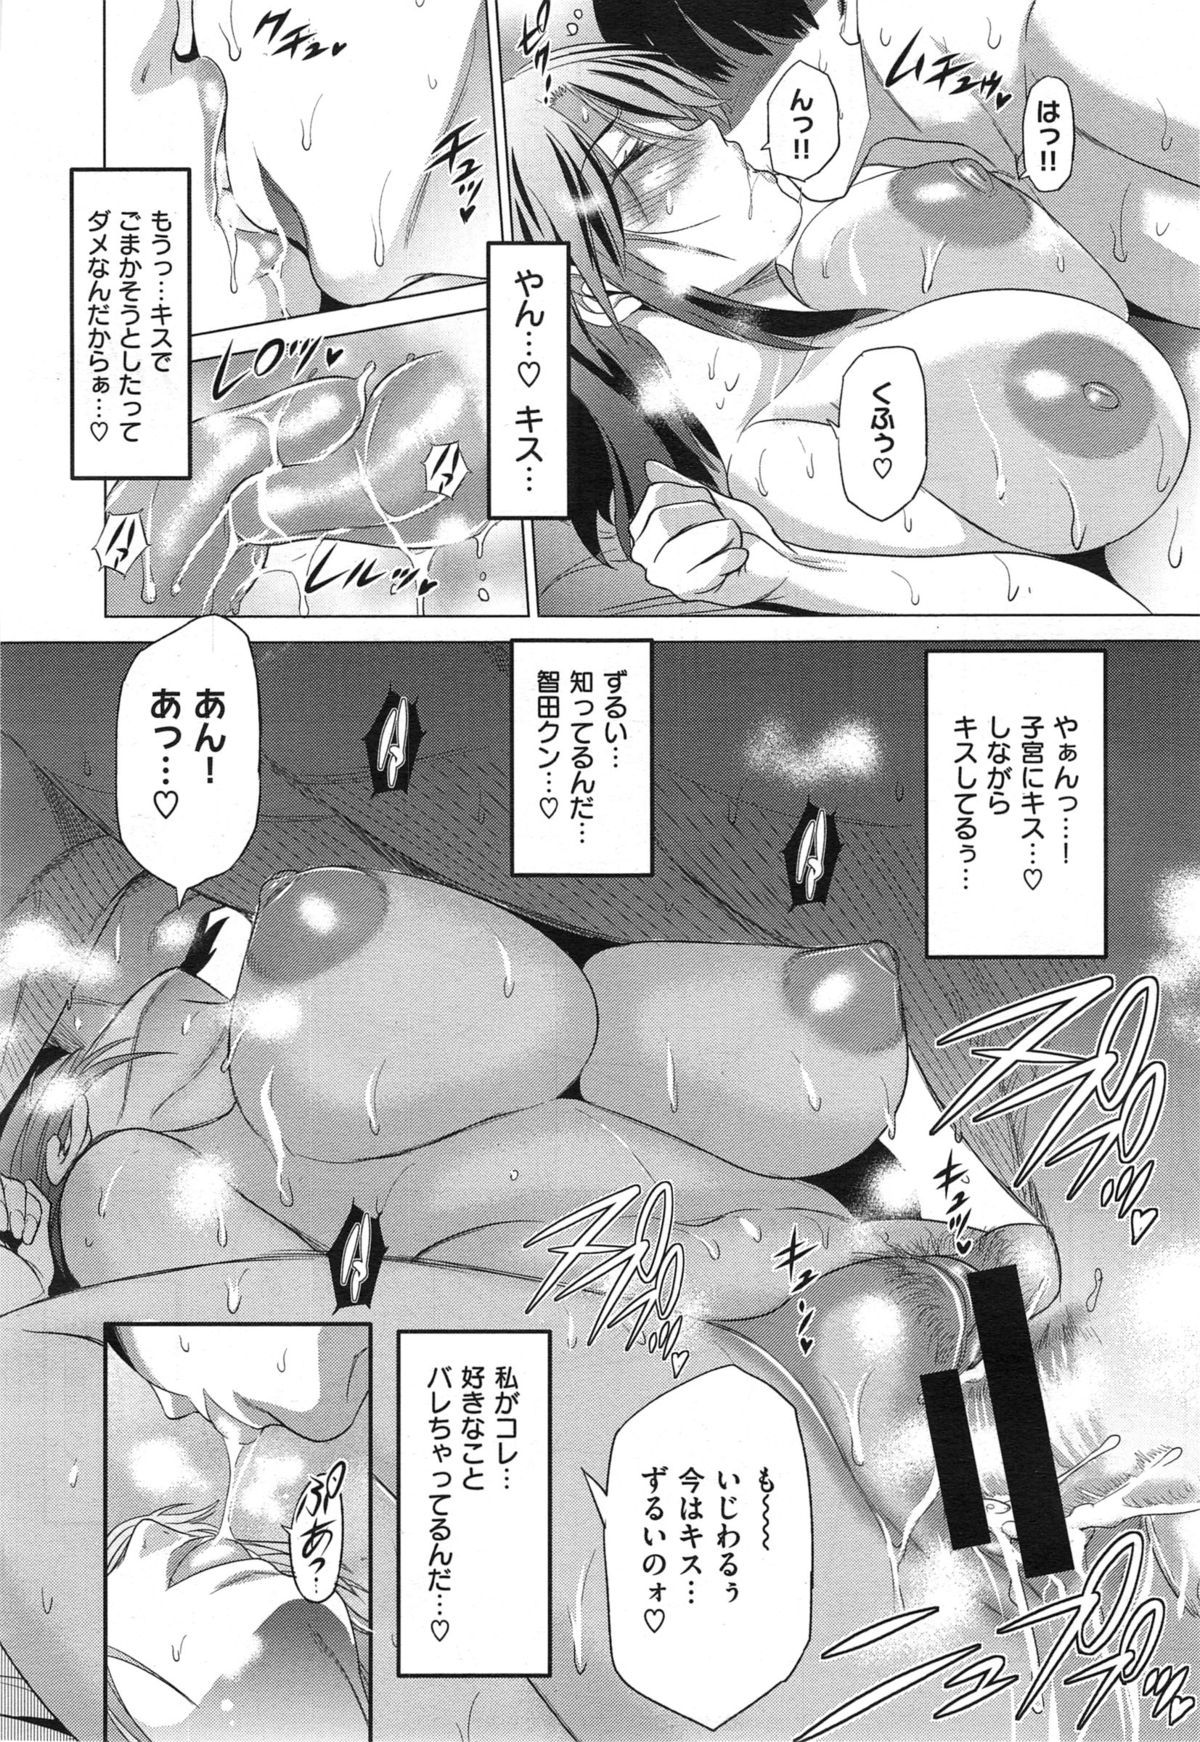 ムチュゥッ♡
はっ!!
んっ!!
くふぅ♡
やん…♡ キス…
クチュ♡
チュッ♡
もうっ…キスで
ごまかそうとしたって
ダメなんだからぁ…♡
レロッ♡
レルッ♡
やぁんっ…!
子宮にキス…♡
しながら
キスしてるぅ…
ずるい…
知ってるんだ…
智田クン…♡
あん!
あっ…♡
キュッ♡
キュッ
私がコレ…
好きなこと
バレちゃってるんだ…♡
も〜〜〜
いじわるぅ
今はキス…
ずるいのォ♡
ぷあっ…